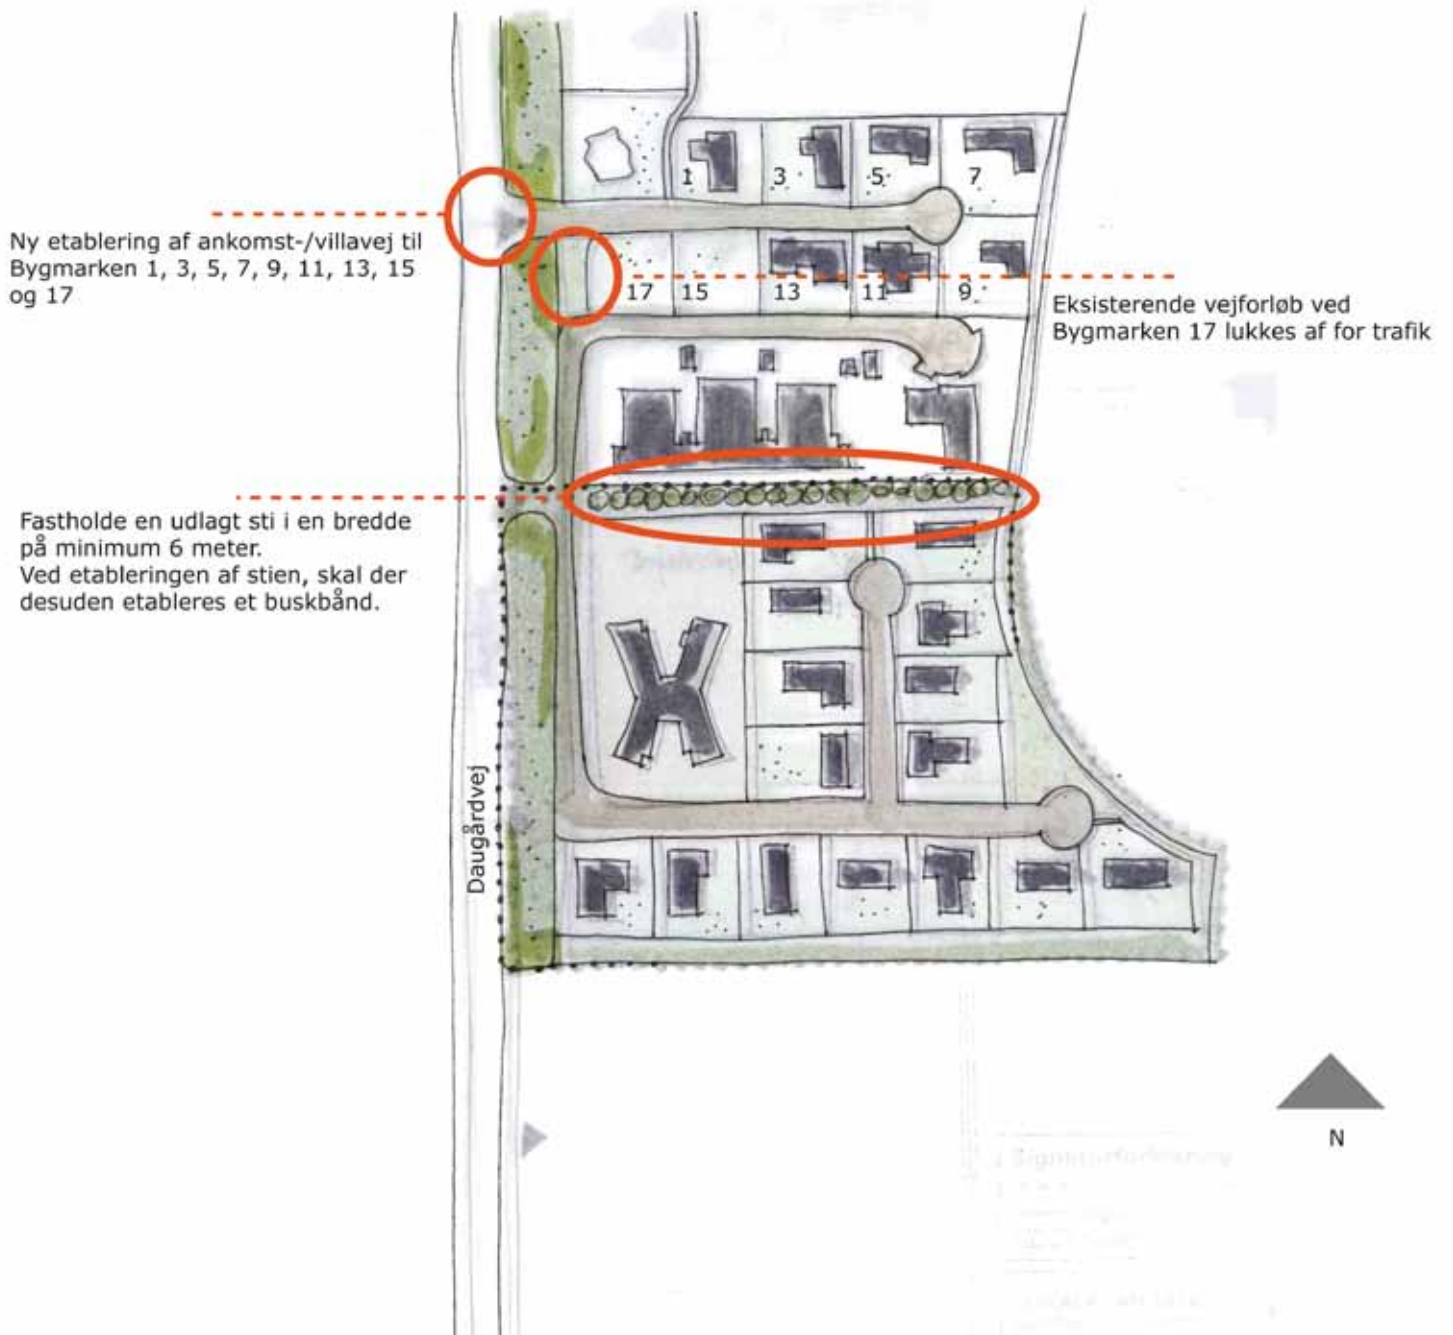 1
3
5
7
Ny etablering af ankomst-/villavej til
Bygmarken 1, 3, 5, 7, 9, 11, 13, 15
og 17
17
15
13
11
9
Eksisterende vejforløb ved
Bygmarken 17 lukkes af for trafik
Fastholde en udlagt sti i en bredde
på minimum 6 meter.
Ved etableringen af stien, skal der
desuden etableres et buskbånd.
Daugårdvej
N